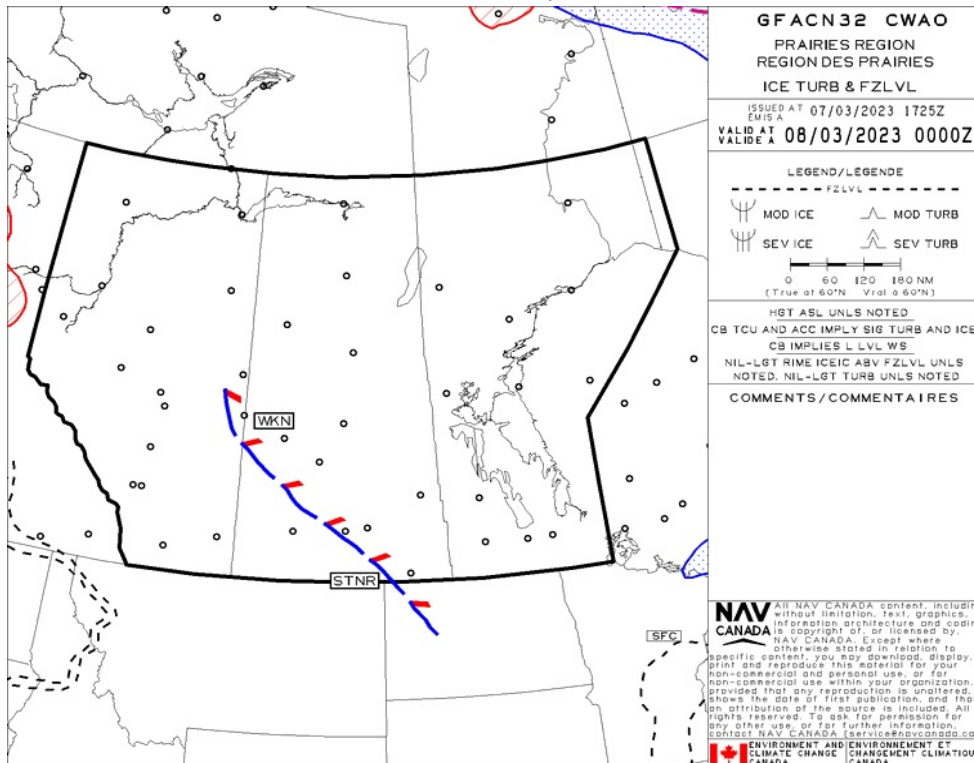 GFACN32 CWAO
PRAIRIES REGION
REGION DES PRAIRIES
ICE TURB & FZLVL
ISSUED AT 07/03/2023 1725Z
EMIS A
VALID AT 08/03/2023 0000Z
VALIDE A
LEGEND/LEGENDE
FZLVL
MOD ICE MOD TURB
SEV ICE SEV TURB
0 60 120 180 NM
(True at 60°N Vrai a 60°N)
HGT ASL UNLS NOTED
CB TCU AND ACC IMPLY SIG TURB AND ICE
CB IMPLIES L LVL WS
NIL-LGT RIME ICEIC ABV FZLVL UNLS
NOTED, NIL-LGT TURB UNLS NOTED
COMMENTS/COMMENTAIRES
WKN
STNR
SFC
NAV CANADA
All NAV CANADA content, includin
without limitation, text, graphics,
information architecture and codin
is copyright of, or licensed by,
NAV CANADA. Except where
otherwise stated in relation to
specific content, you may download, display,
print and reproduce this material for your
non-commercial and personal use, or for
non-commercial use within your organization,
provided that any reproduction is unaltered,
shows the date of first publication, and tha
an attribution of the source is included. All
rights reserved. To ask for permission for
any other use, or for further information,
contact NAV CANADA (service@navcanada.ca
ENVIRONMENT AND CLIMATE CHANGE CANADA
ENVIRONNEMENT ET CHANGEMENT CLIMATIQU CANADA